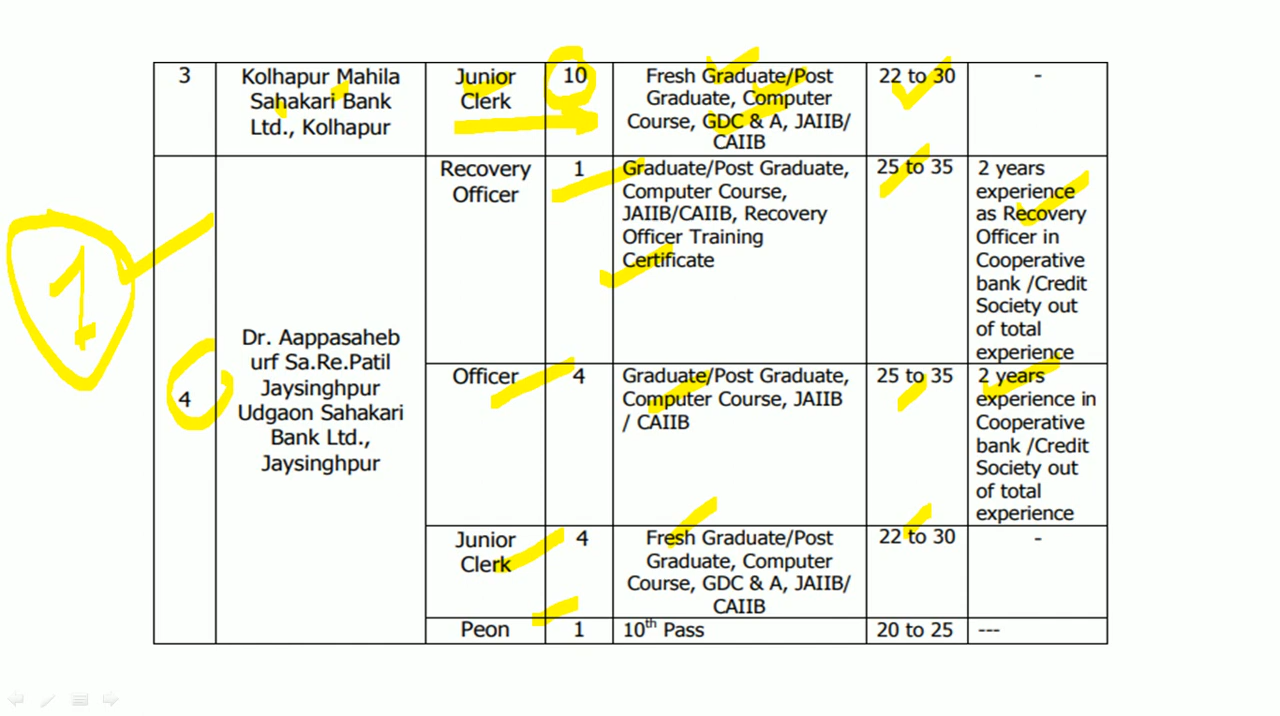 3
Kolhapur Mahila
Sahakari Bank
Ltd., Kolhapur
Junior
Clerk
10
Fresh Graduate/Post
Graduate, Computer
Course, GDC & A, JAIIB/
CAIIB
22 to 30
-
4
Dr. Aappasaheb
urf Sa.Re.Patil
Jaysinghpur
Udgaon Sahakari
Bank Ltd.,
Jaysinghpur
Recovery
Officer
1
Graduate/Post Graduate,
Computer Course,
JAIIB/CAIIB, Recovery
Officer Training
Certificate
25 to 35
2 years
experience
as Recovery
Officer in
Cooperative
bank /Credit
Society out
of total
experience
Officer
4
Graduate/Post Graduate,
Computer Course, JAIIB
/ CAIIB
25 to 35
2 years
experience in
Cooperative
bank /Credit
Society out
of total
experience
Junior
Clerk
4
Fresh Graduate/Post
Graduate, Computer
Course, GDC & A, JAIIB/
CAIIB
22 to 30
-
Peon
1
10th Pass
20 to 25
---